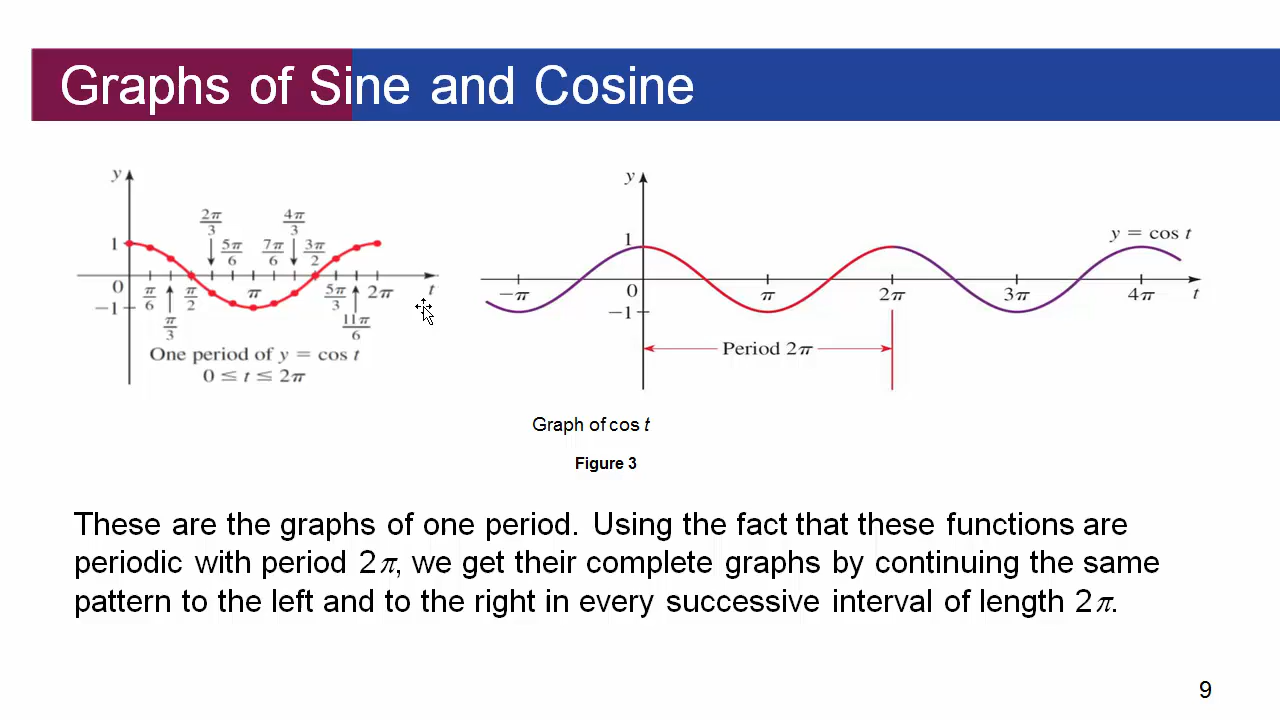 Graphs of Sine and Cosine
y
2π/3 4π/3
1 5π/6 7π/6 3π/2
0 π/6 π/2 π 5π/3 2π t
−1 π/3 11π/6
One period of y = cos t
0 ≤ t ≤ 2π
y
y = cos t
1
−π 0 π 2π 3π 4π t
−1
Period 2π
Graph of cos t
Figure 3
These are the graphs of one period. Using the fact that these functions are
periodic with period 2π, we get their complete graphs by continuing the same
pattern to the left and to the right in every successive interval of length 2π.
9